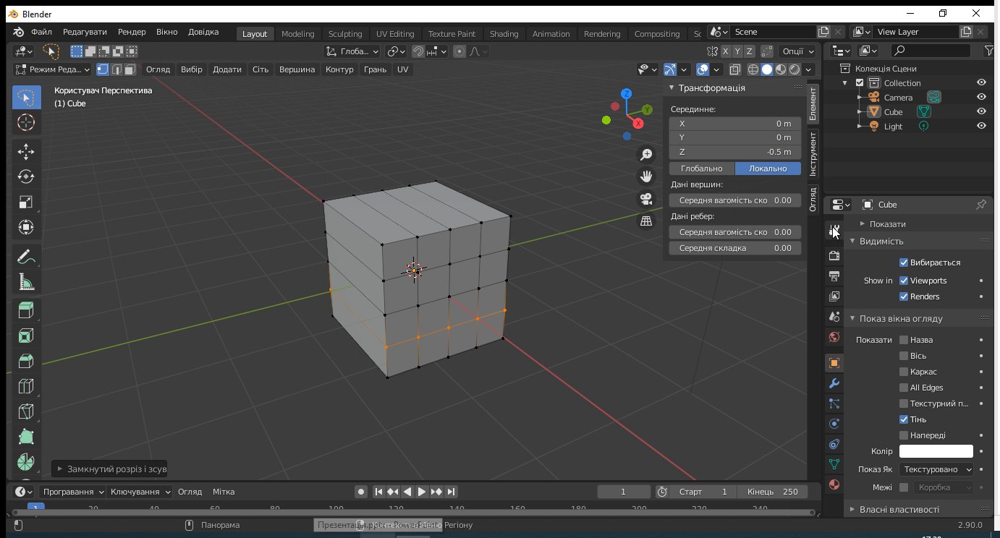 Blender
Файл Редагувати Рендер Вікно Довідка Layout Modeling Sculpting UV Editing Texture Paint Shading Animation Rendering Compositing Sc Scene View Layer
Глоба... X Y Z Опції
Режим Реда... Огляд Вибір Додати Сіть Вершина Контур Грань UV
Користувач Перспектива
(1) Cube
Z
Y
X
Трансформація
Серединне:
X 0 m
Y 0 m
Z -0.5 m
Глобально Локально
Дані вершин:
Середня вагомість ско 0.00
Дані ребер:
Середня вагомість ско 0.00
Середня складка 0.00
Елемент
Інструмент
Огляд
Колекція Сцени
Collection
Camera
Cube
Light
Cube
Показати
Видимість
Вибирається
Show in Viewports
Renders
Показ вікна огляду
Показати Назва
Вісь
Каркас
All Edges
Текстурний п...
Тінь
Напереді
Колір
Показ Як Текстуровано
Межі Коробка
Власні властивості
Замкнутий розріз і зсув
Програвання Ключування Огляд Мітка 1 Старт 1 Кінець 250
1 20 40 60 80 100 120 140 160 180 200 220 240
Панорама Регіону 2.90.0